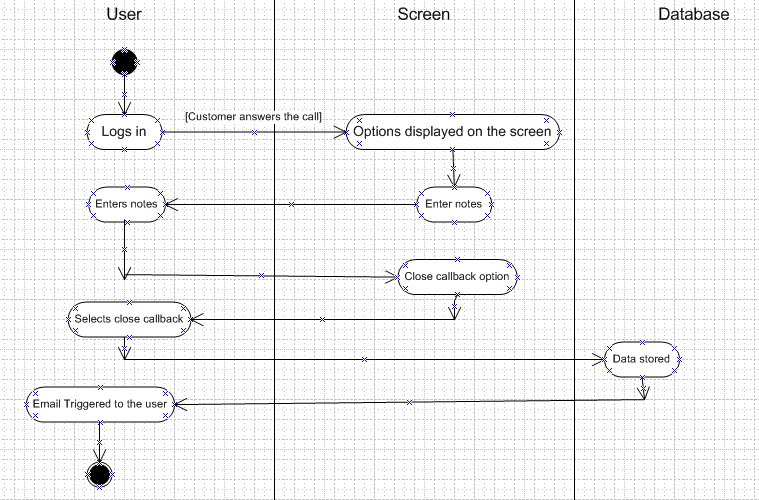 User
Screen
Database
[Customer answers the call]
Logs in
Options displayed on the screen
Enters notes
Enter notes
Close callback option
Selects close callback
Data stored
Email Triggered to the user